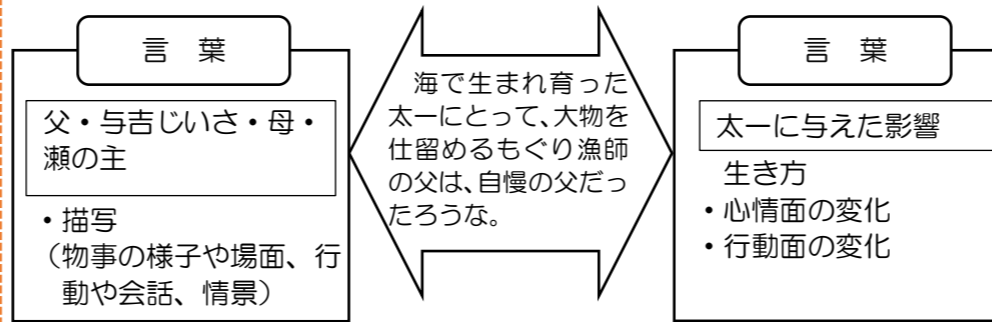 言 葉
父・与吉じいさ・母・
瀬の主
・描写
(物事の様子や場面、行
動や会話、情景)
海で生まれ育った
太一にとって、大物を
仕留めるもぐり漁師
の父は、自慢の父だっ
たろうな。
言 葉
太一に与えた影響
生き方
・心情面の変化
・行動面の変化